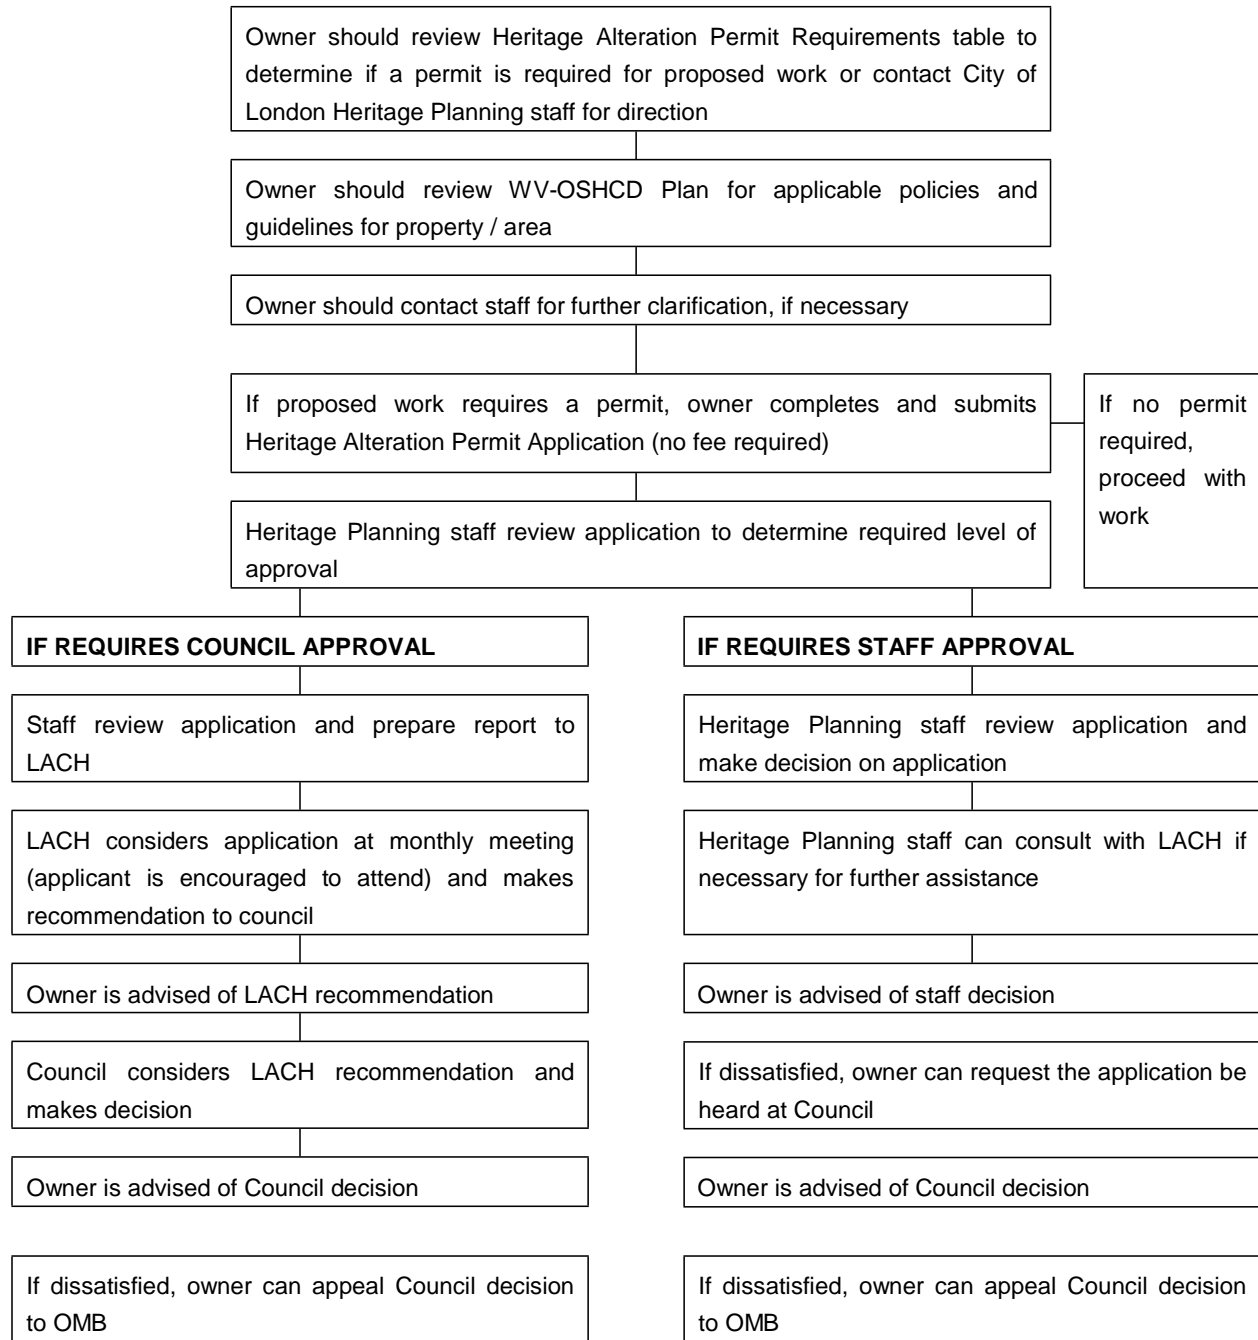 Owner should review Heritage Alteration Permit Requirements table to
determine if a permit is required for proposed work or contact City of
London Heritage Planning staff for direction
Owner should review WV-OSHCD Plan for applicable policies and
guidelines for property / area
Owner should contact staff for further clarification, if necessary
If proposed work requires a permit, owner completes and submits
Heritage Alteration Permit Application (no fee required)
If no permit
required,
proceed with
work
Heritage Planning staff review application to determine required level of
approval
IF REQUIRES COUNCIL APPROVAL
Staff review application and prepare report to
LACH
LACH considers application at monthly meeting
(applicant is encouraged to attend) and makes
recommendation to council
Owner is advised of LACH recommendation
Council considers LACH recommendation and
makes decision
Owner is advised of Council decision
If dissatisfied, owner can appeal Council decision
to OMB
IF REQUIRES STAFF APPROVAL
Heritage Planning staff review application and
make decision on application
Heritage Planning staff can consult with LACH if
necessary for further assistance
Owner is advised of staff decision
If dissatisfied, owner can request the application be
heard at Council
Owner is advised of Council decision
If dissatisfied, owner can appeal Council decision
to OMB